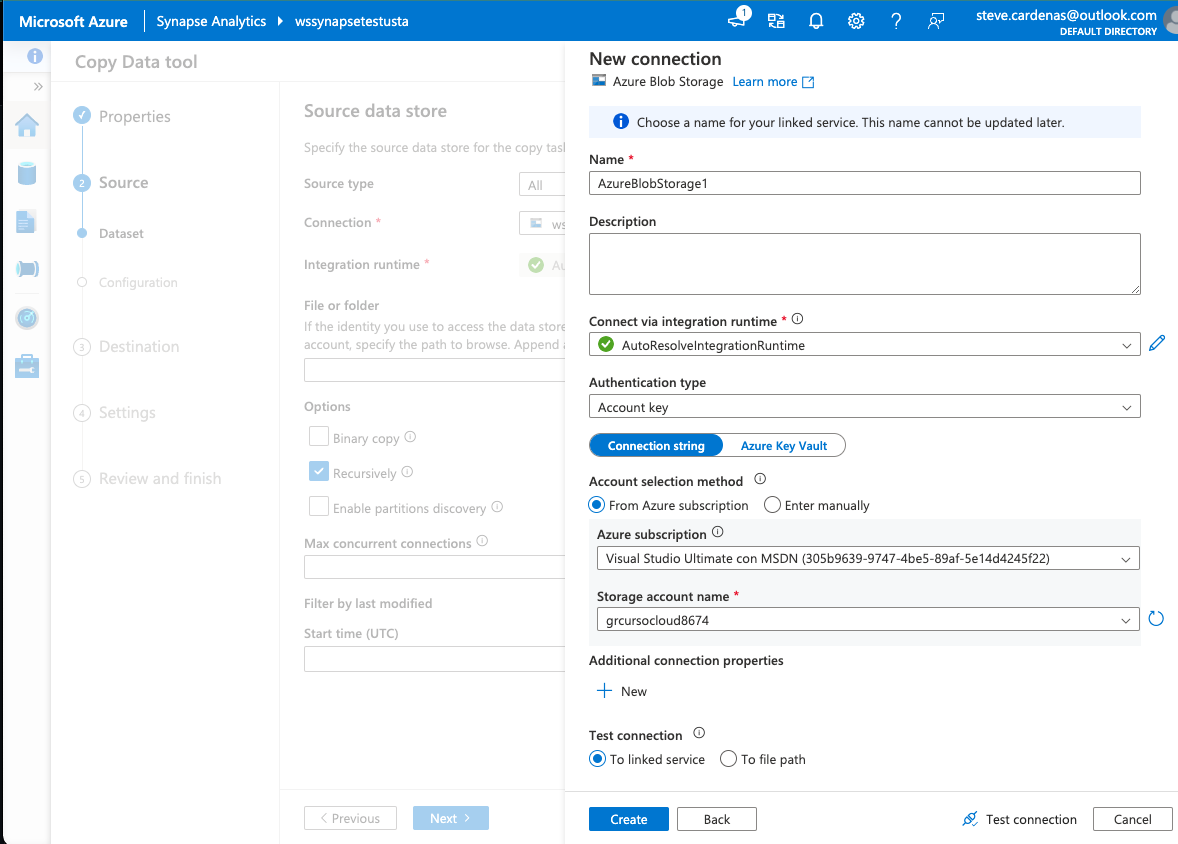 Microsoft Azure
Synapse Analytics
wssynapsetestusta
1
steve.cardenas@outlook.com
DEFAULT DIRECTORY
Copy Data tool
Properties
2
Source
Dataset
Configuration
3
Destination
4
Settings
5
Review and finish
Source data store
Specify the source data store for the copy task
Source type
All
Connection *
ws
Integration runtime *
Au
File or folder
If the identity you use to access the data store
account, specify the path to browse. Append
Options
Binary copy
Recursively
Enable partitions discovery
Max concurrent connections
Filter by last modified
Start time (UTC)
Previous
Next
New connection
Azure Blob Storage
Learn more
Choose a name for your linked service. This name cannot be updated later.
Name *
AzureBlobStorage1
Description
Connect via integration runtime *
AutoResolveIntegrationRuntime
Authentication type
Account key
Connection string
Azure Key Vault
Account selection method
From Azure subscription
Enter manually
Azure subscription
Visual Studio Ultimate con MSDN (305b9639-9747-4be5-89af-5e14d4245f22)
Storage account name *
grcursocloud8674
Additional connection properties
New
Test connection
To linked service
To file path
Create
Back
Test connection
Cancel